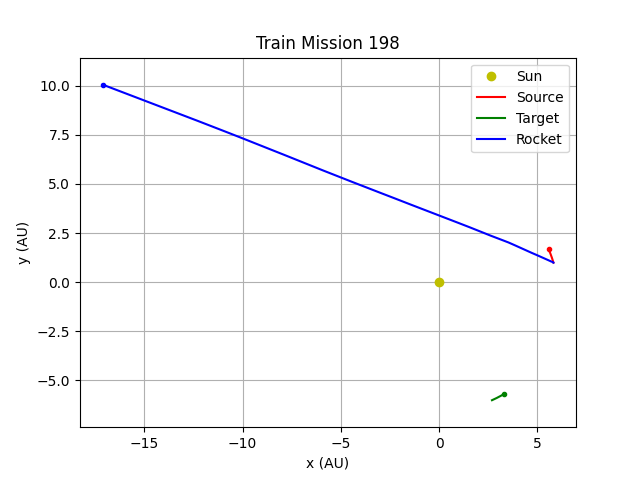 Train Mission 198
Sun
Source
Target
Rocket
10.0
7.5
5.0
2.5
0.0
−2.5
−5.0
y (AU)
−15
−10
−5
0
5
x (AU)